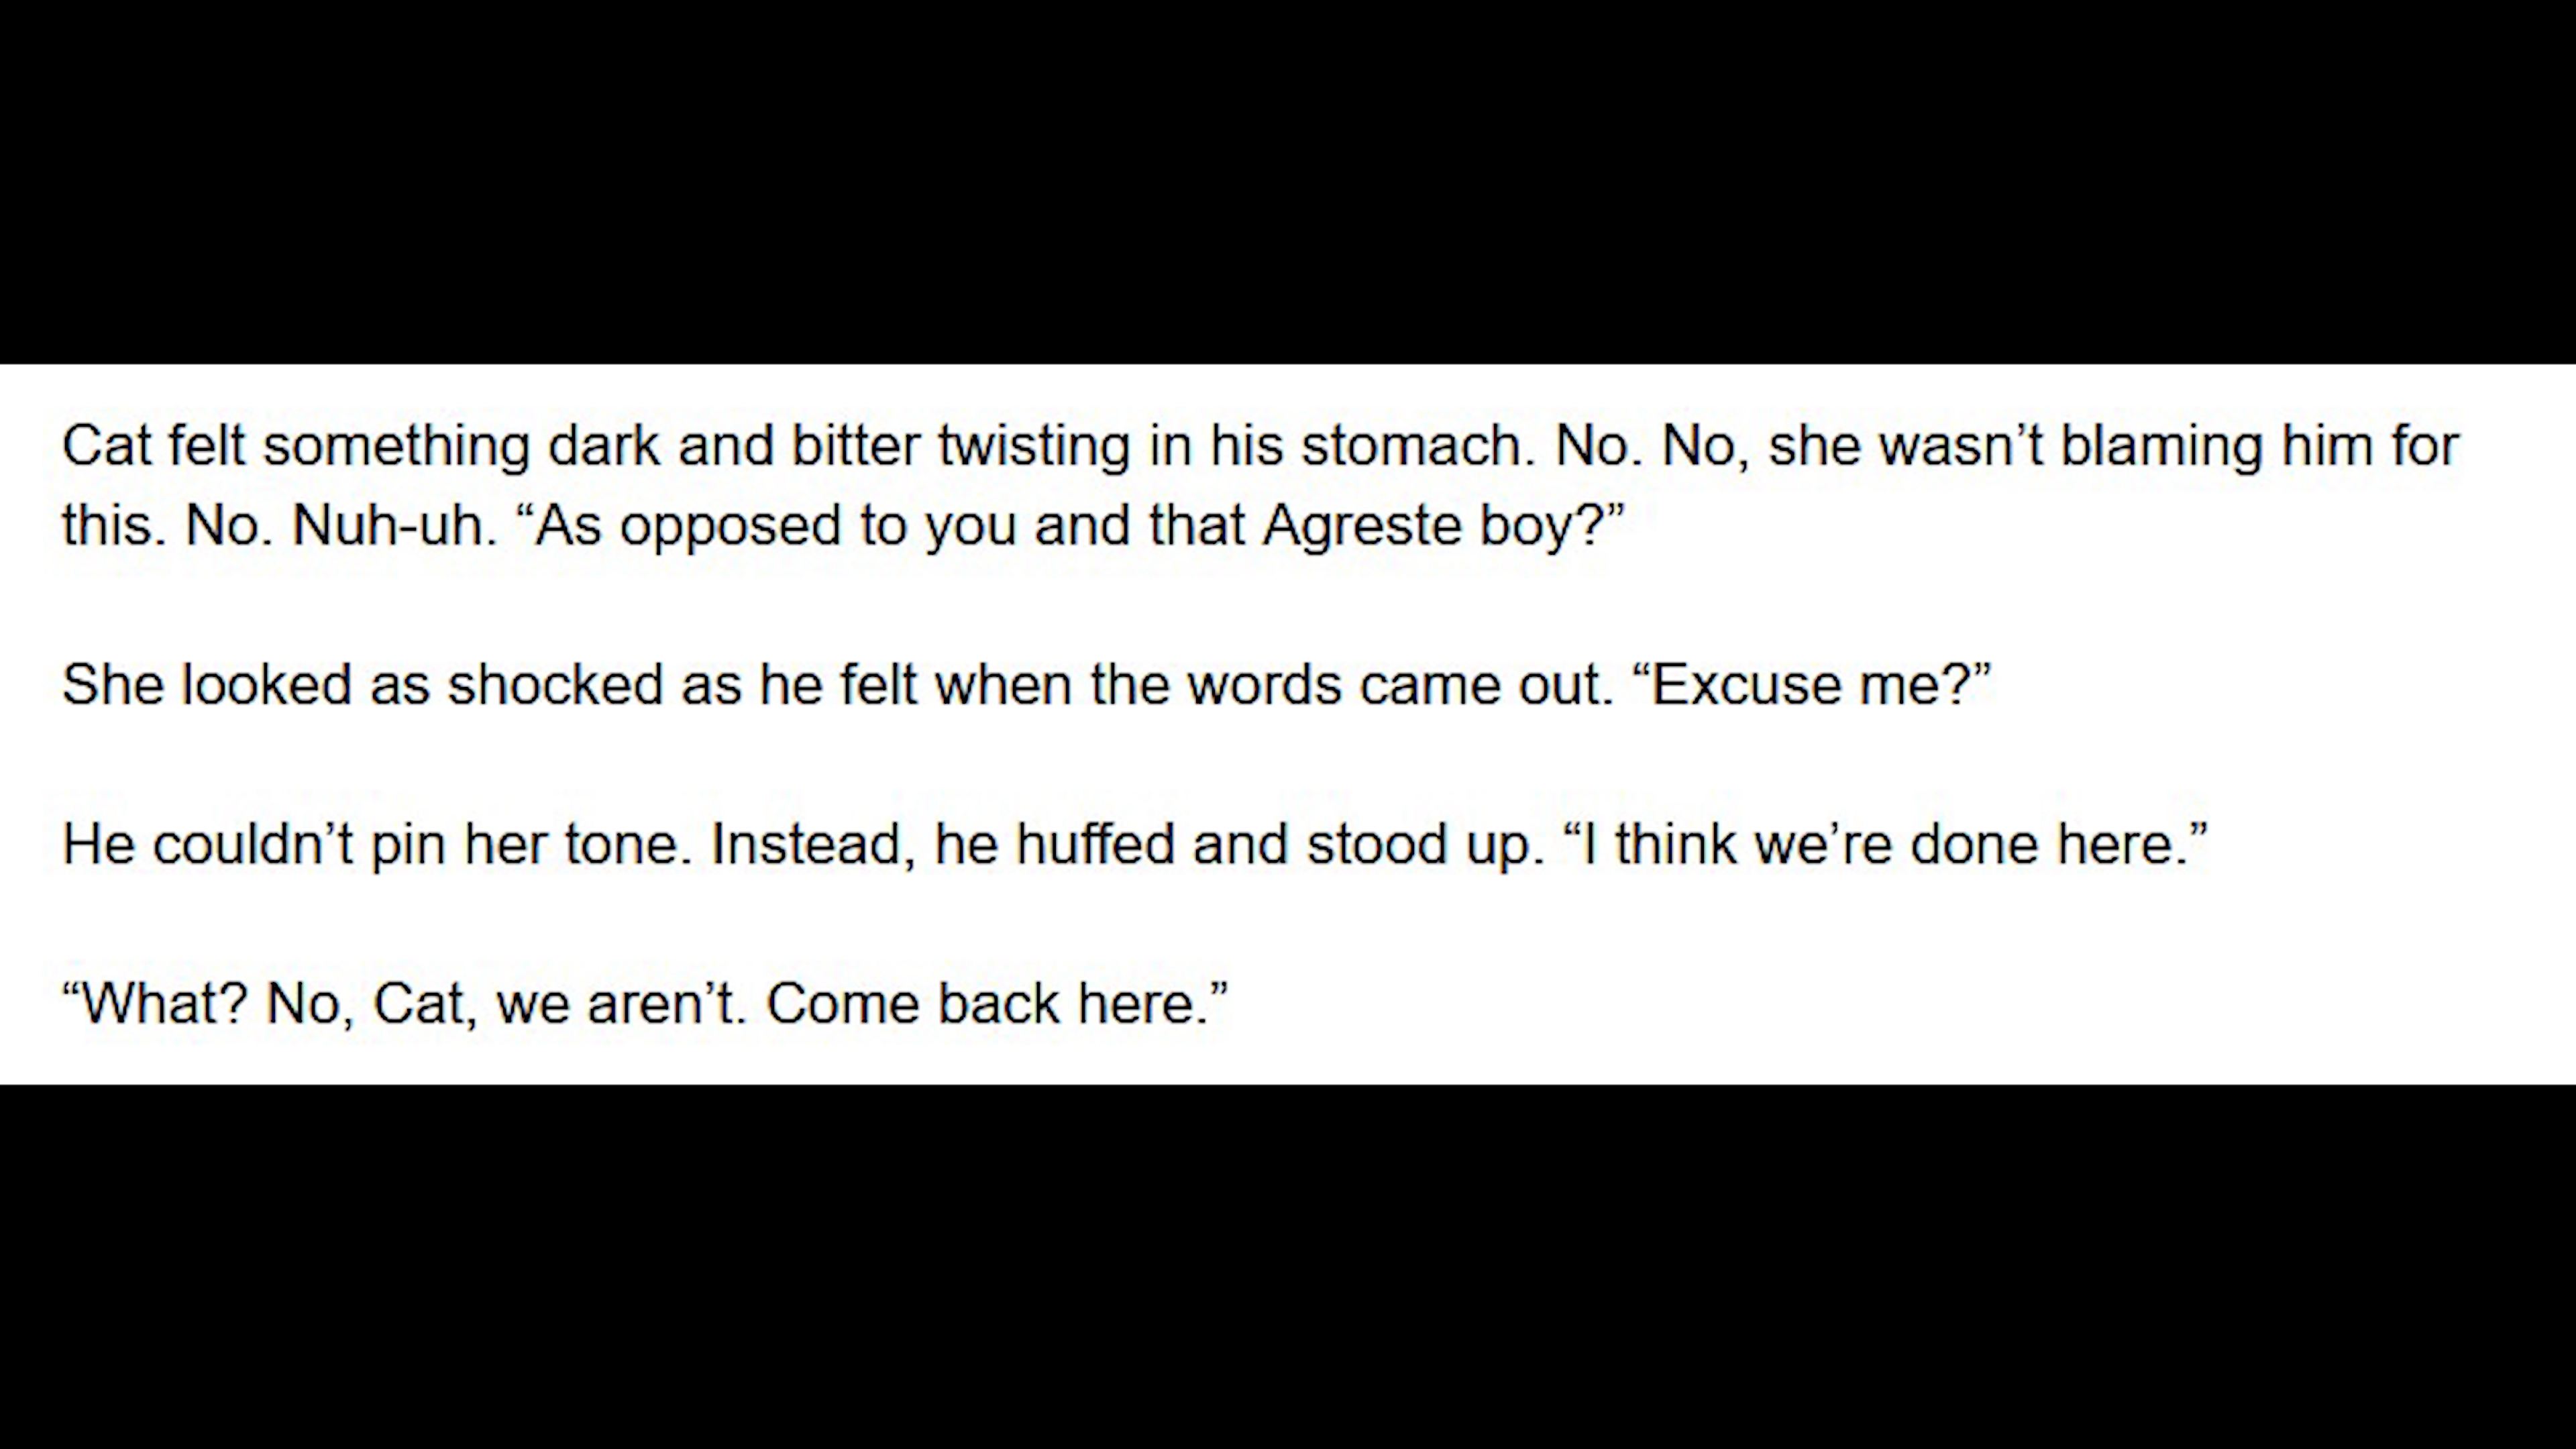 Cat felt something dark and bitter twisting in his stomach. No. No, she wasn’t blaming him for
this. No. Nuh-uh. “As opposed to you and that Agreste boy?”
She looked as shocked as he felt when the words came out. “Excuse me?”
He couldn’t pin her tone. Instead, he huffed and stood up. “I think we’re done here.”
“What? No, Cat, we aren’t. Come back here.”